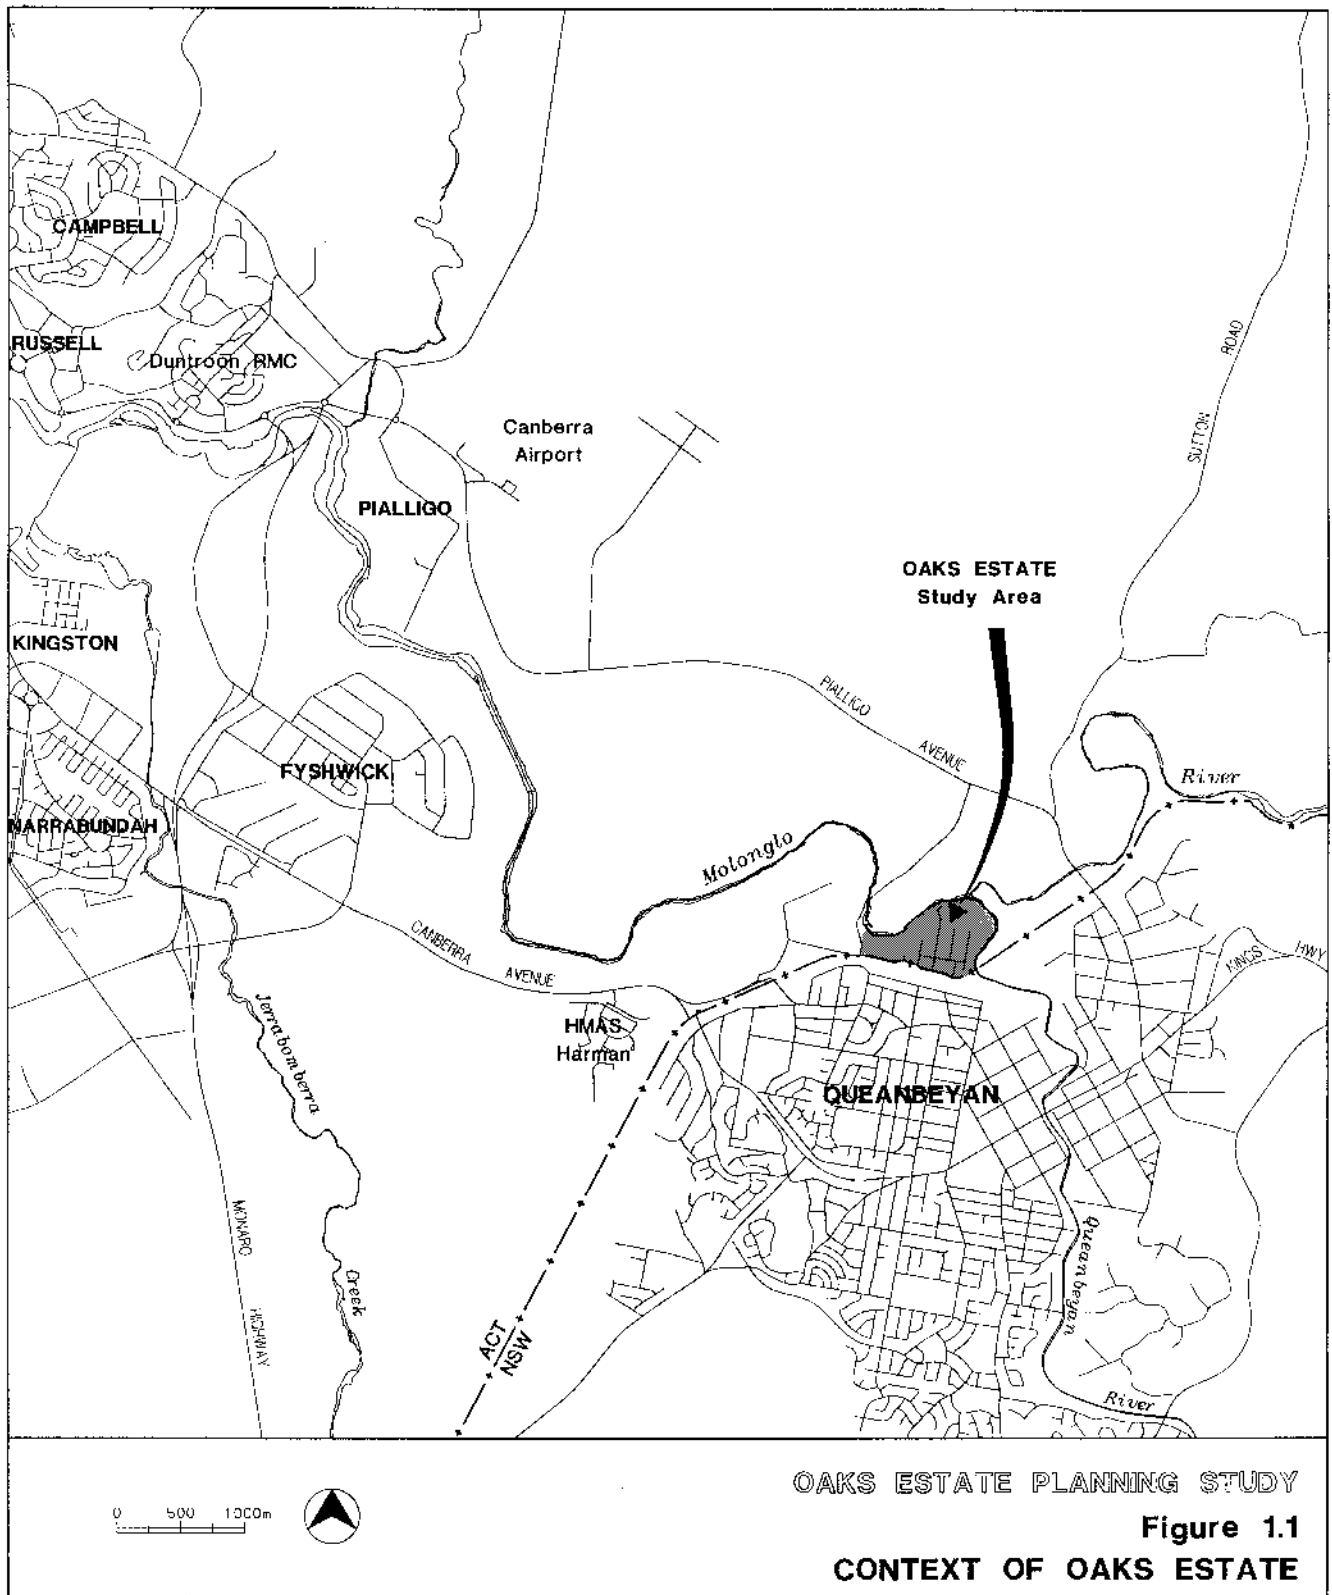 CAMPBELL
RUSSELL
Duntroon RMC
Canberra
Airport
PIALLIGO
SUTTON
ROAD
OAKS ESTATE
Study Area
KINGSTON
PIALLIGO
AVENUE
FYSHWICK
NARRABUNDAH
River
Molonglo
CANBERRA
AVENUE
KINGS
HWY
HMAS
Harman
Jerrabomberra
Creek
QUEANBEYAN
MONARO
HIGHWAY
Queanbeyan
River
ACT
NSW
0 500 1000m
OAKS ESTATE PLANNING STUDY
Figure 1.1
CONTEXT OF OAKS ESTATE